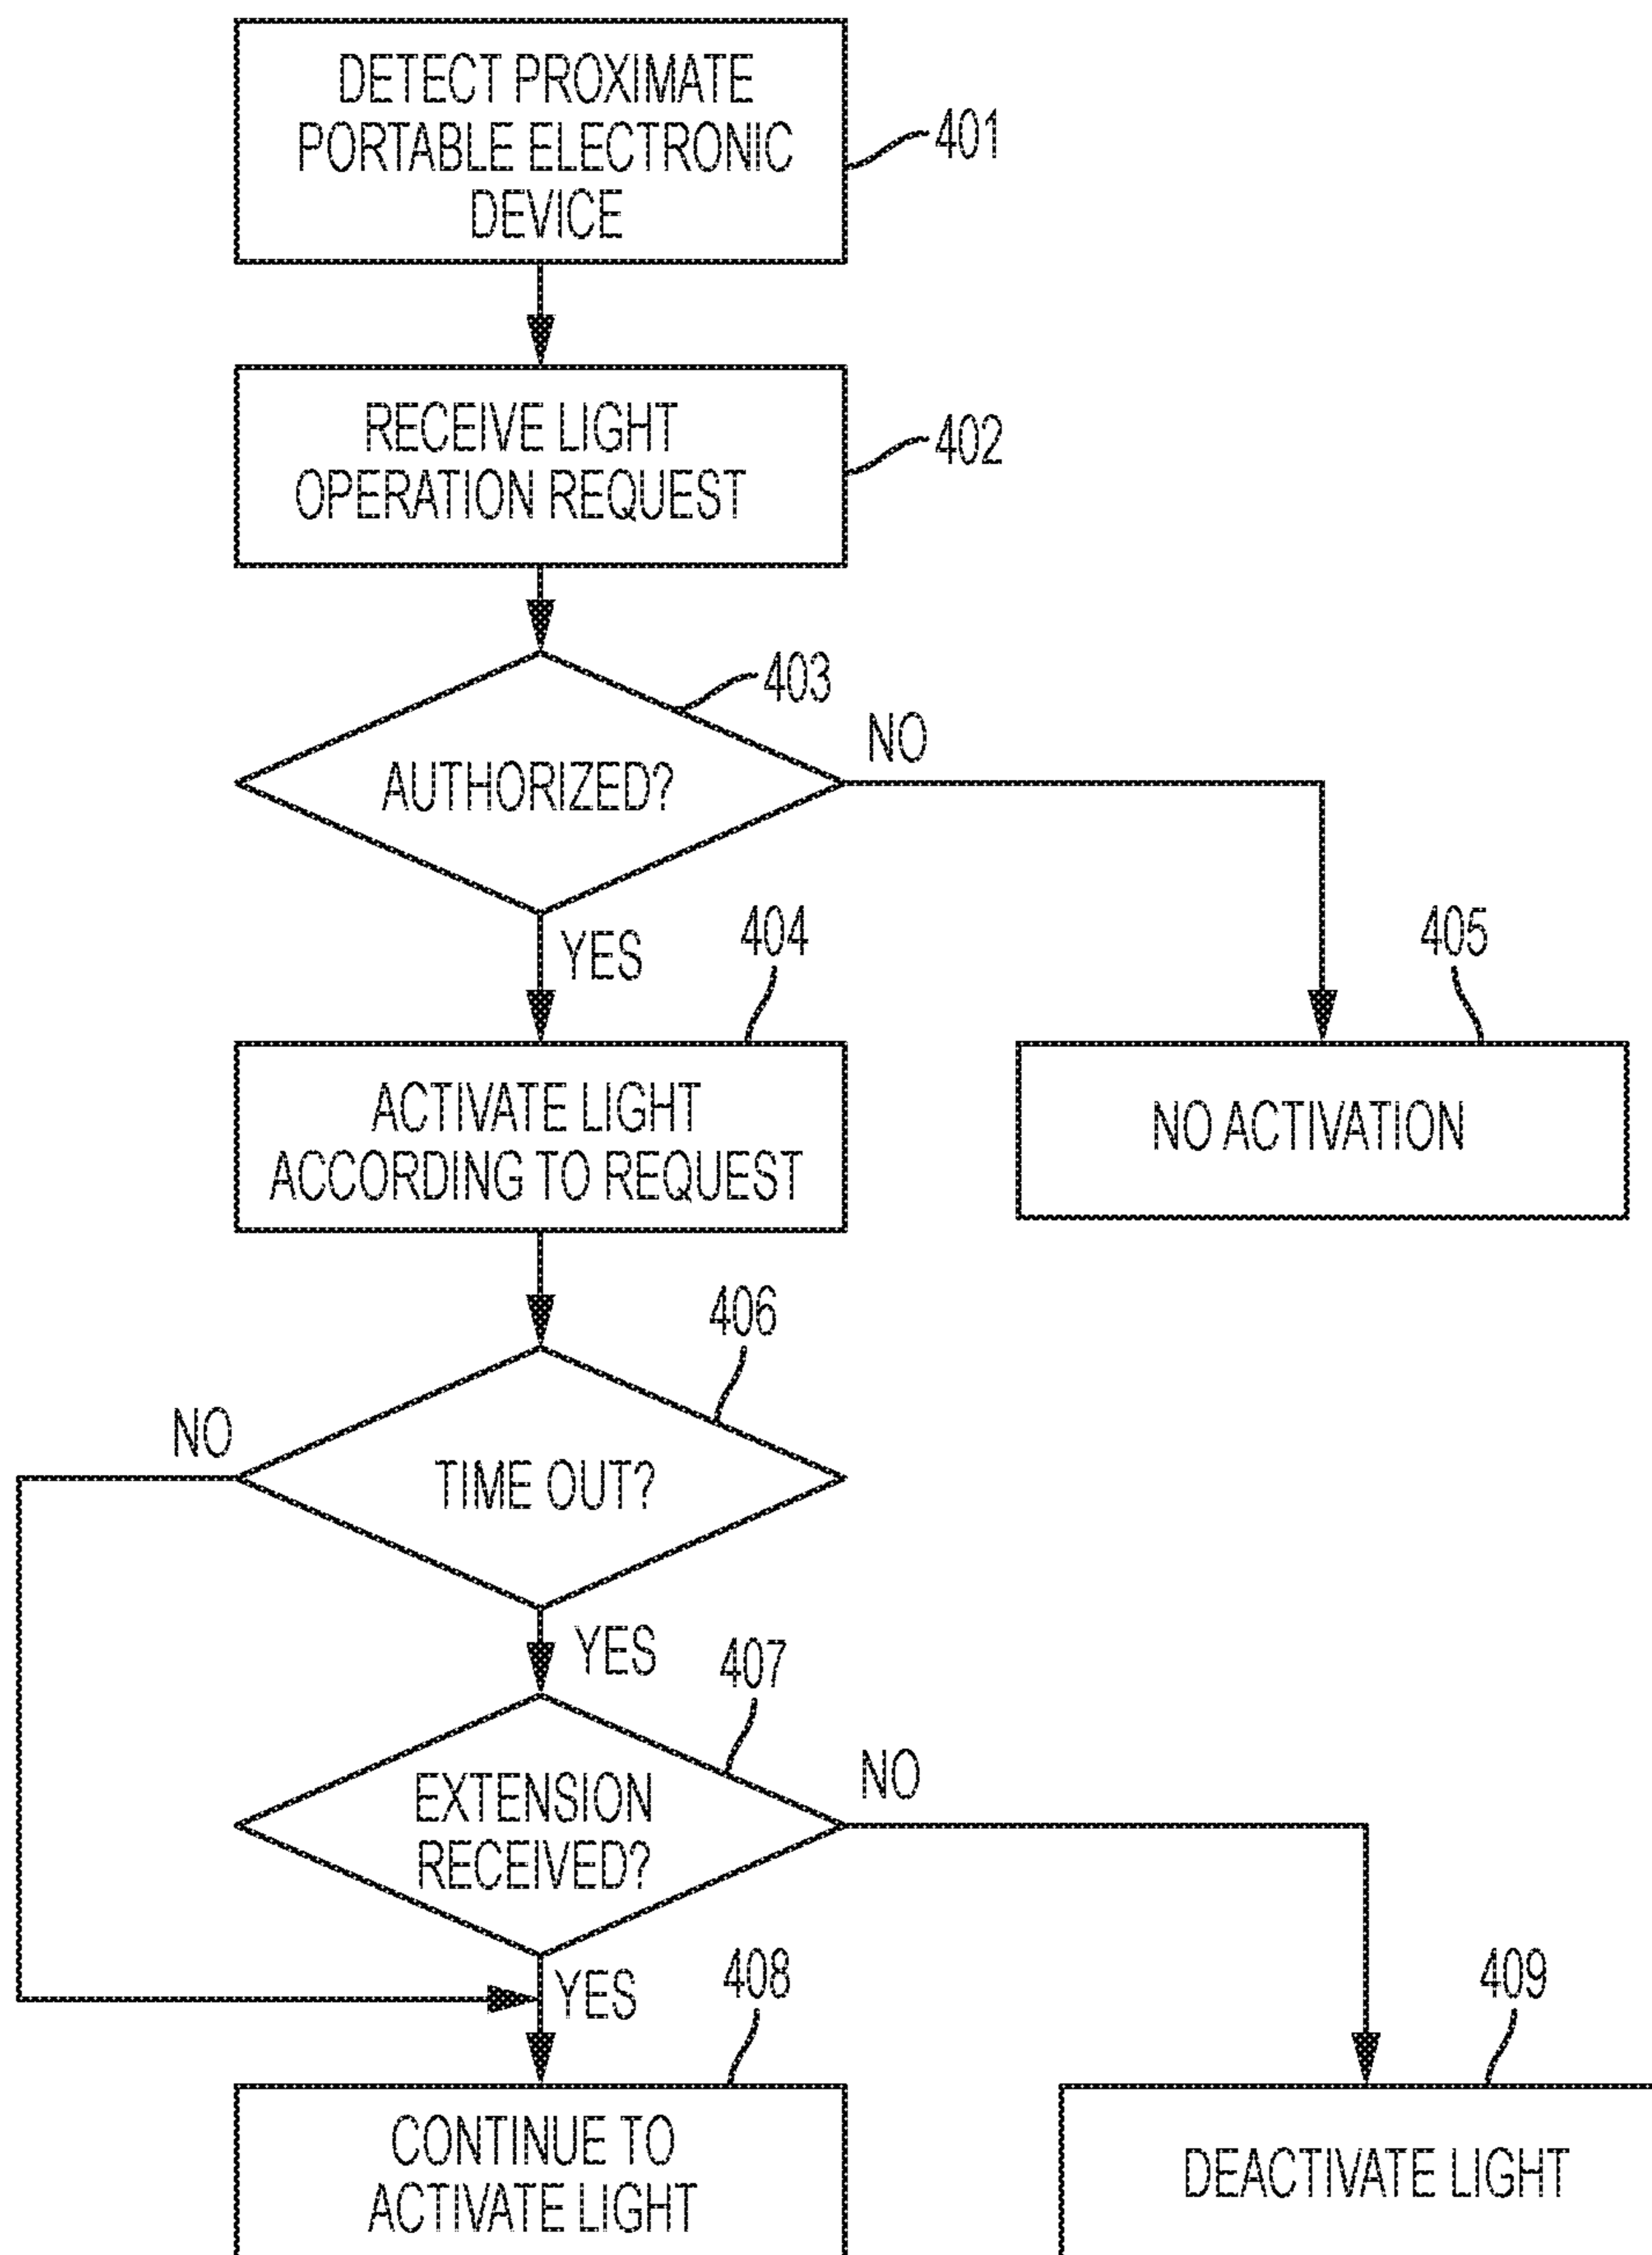 DETECT PROXIMATE
PORTABLE ELECTRONIC
DEVICE
401
RECEIVE LIGHT
OPERATION REQUEST
402
403
AUTHORIZED?
NO
YES
404
405
ACTIVATE LIGHT
ACCORDING TO REQUEST
NO ACTIVATION
406
NO
TIME OUT?
YES
407
EXTENSION
RECEIVED?
NO
YES
408
409
CONTINUE TO
ACTIVATE LIGHT
DEACTIVATE LIGHT